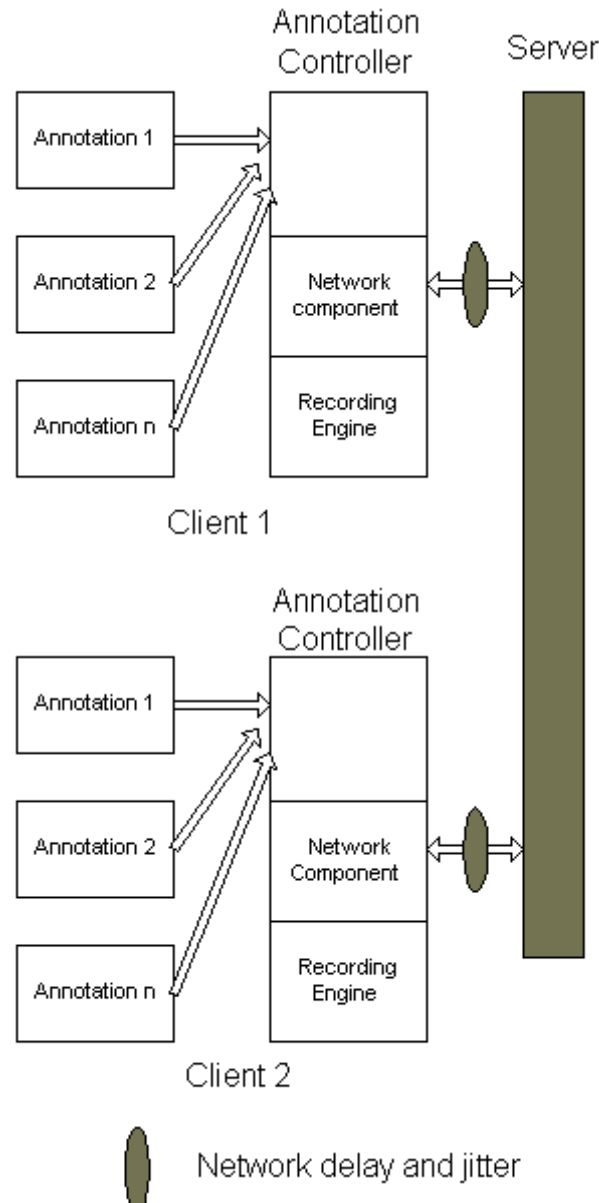 Annotation
Controller
Server
Annotation 1
Annotation 2
Network
component
Annotation n
Recording
Engine
Client 1
Annotation
Controller
Annotation 1
Annotation 2
Network
Component
Annotation n
Recording
Engine
Client 2
Network delay and jitter